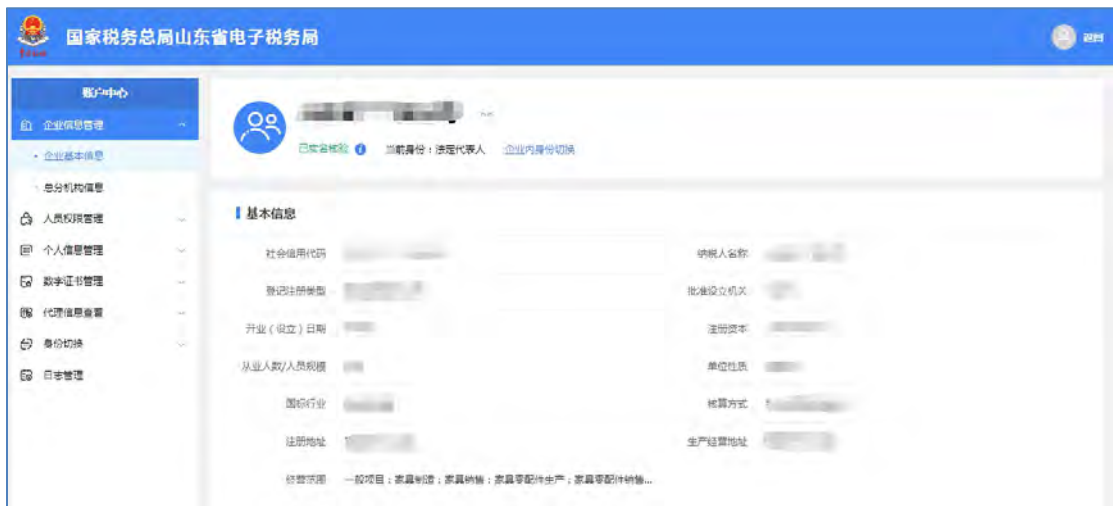 国家税务总局山东省电子税务局
返回
账户中心
企业信息管理
企业基本信息
总分机构信息
人员权限管理
个人信息管理
数字证书管理
代理信息查看
身份切换
日志管理
已实名核验 当前身份：法定代表人 企业内身份切换
基本信息
社会信用代码 纳税人名称
登记注册类型 批准设立机关
开业（设立）日期 注册资本
从业人数/人员规模 单位性质
国标行业 核算方式
注册地址 生产经营地址
经营范围 一般项目；家具制造；家具销售；家具零配件生产；家具零配件销售...